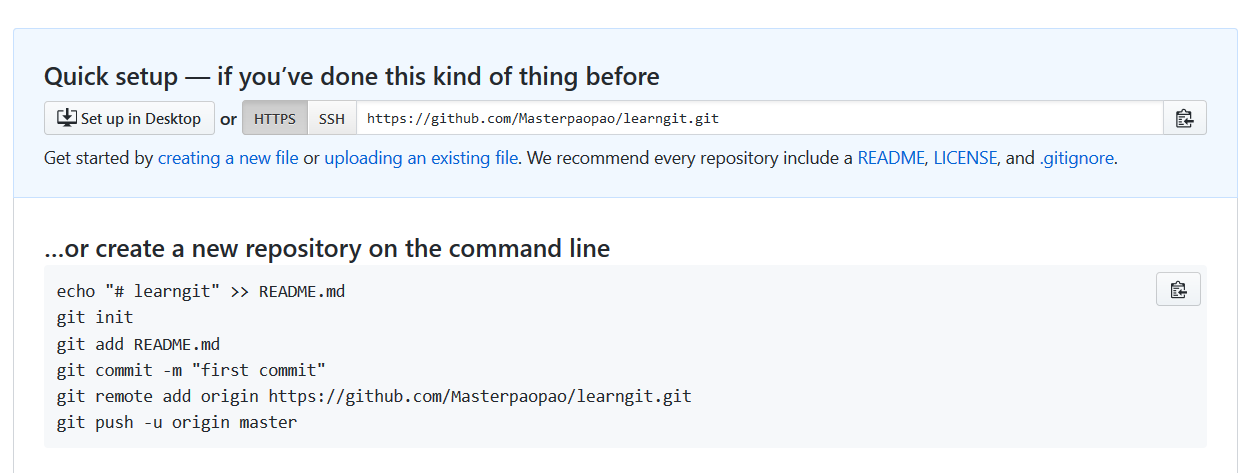 Quick setup — if you’ve done this kind of thing before
Set up in Desktop or HTTPS SSH https://github.com/Masterpaopao/learngit.git
Get started by creating a new file or uploading an existing file. We recommend every repository include a README, LICENSE, and .gitignore.
…or create a new repository on the command line
echo "# learngit" >> README.md
git init
git add README.md
git commit -m "first commit"
git remote add origin https://github.com/Masterpaopao/learngit.git
git push -u origin master